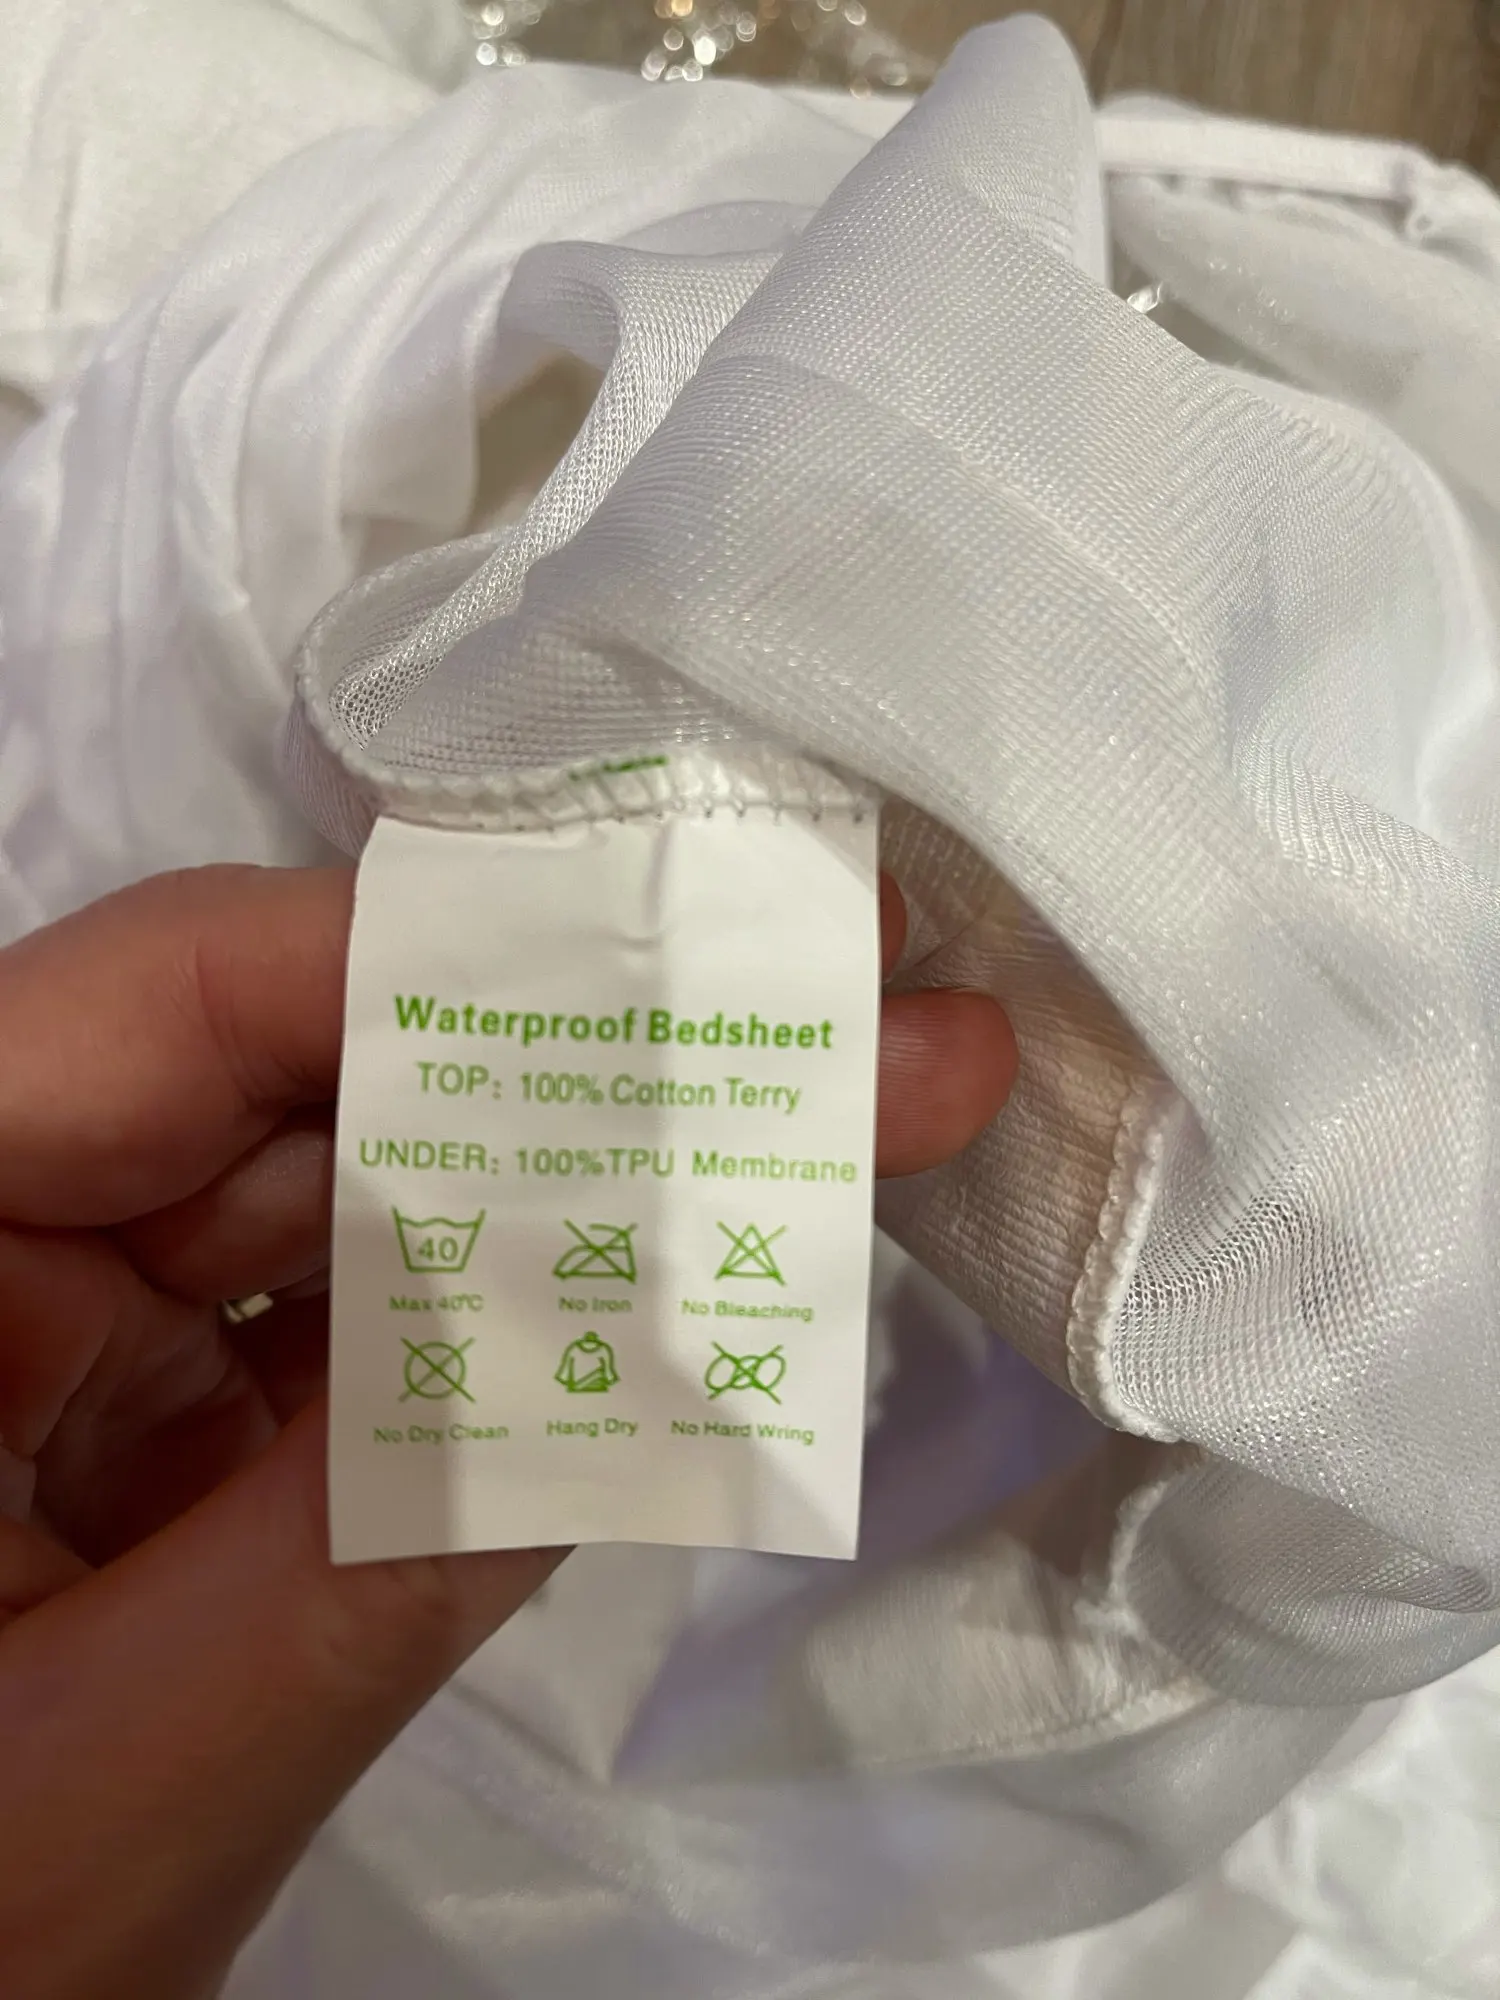 Waterproof Bedsheet
TOP: 100% Cotton Terry
UNDER: 100%TPU Membrane
40
Max 40°C No Iron No Bleaching
No Dry Clean Hang Dry No Hard Wring